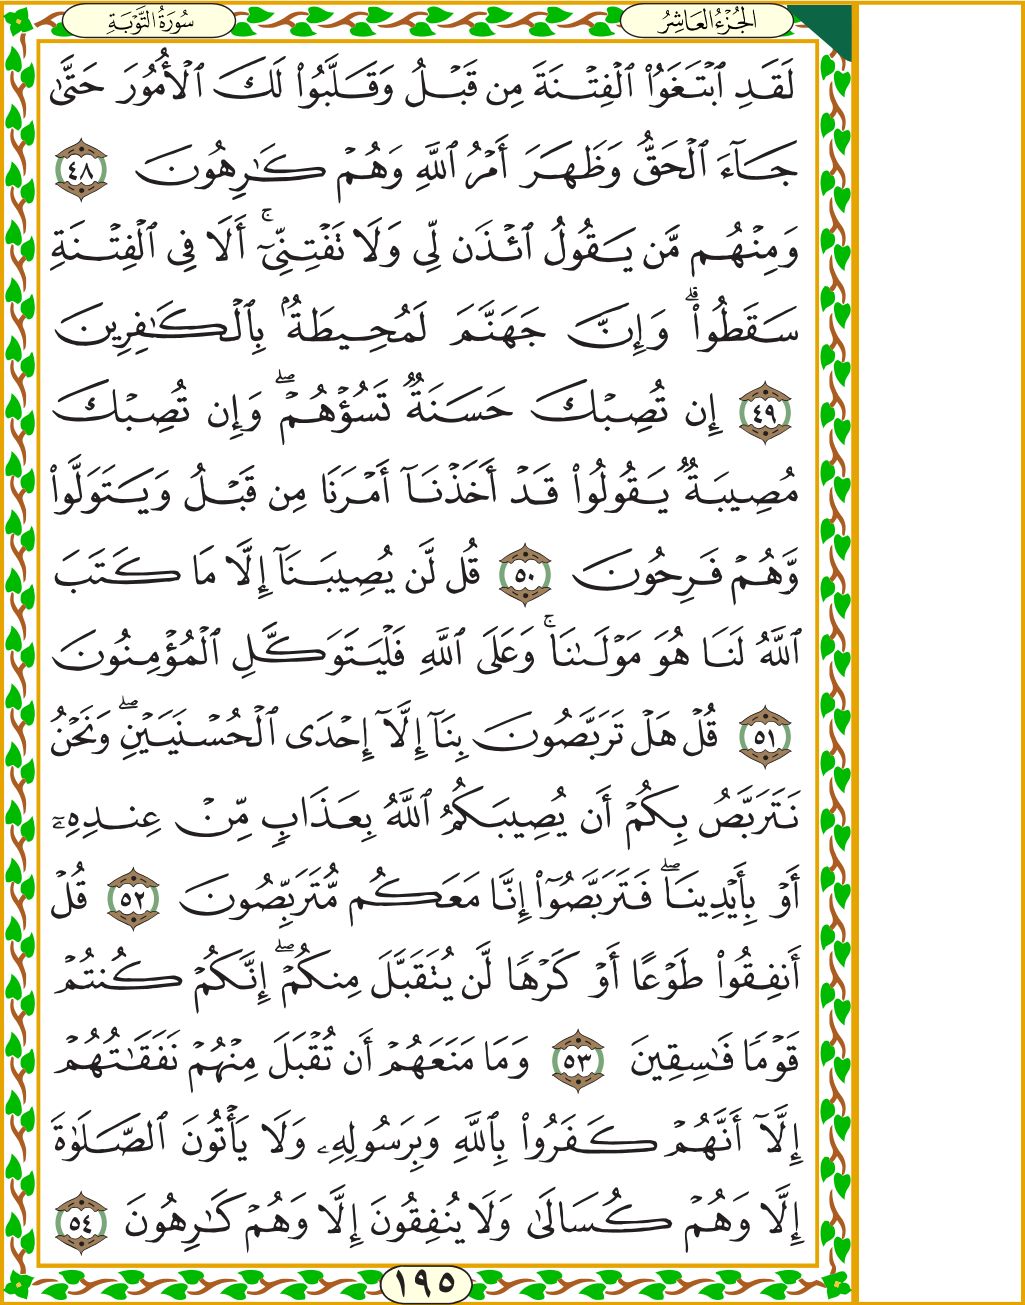 الجُزْءُ العَاشِرُ
سُورَةُ التَّوْبَةِ
لَقَدِ ٱبۡتَغَوُاْ ٱلۡفِتۡنَةَ مِن قَبۡلُ وَقَلَّبُواْ لَكَ ٱلۡأُمُورَ حَتَّىٰ
جَآءَ ٱلۡحَقُّ وَظَهَرَ أَمۡرُ ٱللَّهِ وَهُمۡ كَٰرِهُونَ ٤٨
وَمِنۡهُم مَّن يَقُولُ ٱئۡذَن لِّي وَلَا تَفۡتِنِّيٓۚ أَلَا فِي ٱلۡفِتۡنَةِ
سَقَطُواْۗ وَإِنَّ جَهَنَّمَ لَمُحِيطَةُۢ بِٱلۡكَٰفِرِينَ
٤٩ إِن تُصِبۡكَ حَسَنَةٞ تَسُؤۡهُمۡۖ وَإِن تُصِبۡكَ
مُصِيبَةٞ يَقُولُواْ قَدۡ أَخَذۡنَآ أَمۡرَنَا مِن قَبۡلُ وَيَتَوَلَّواْ
وَّهُمۡ فَرِحُونَ ٥٠ قُل لَّن يُصِيبَنَآ إِلَّا مَا كَتَبَ
ٱللَّهُ لَنَا هُوَ مَوۡلَىٰنَاۚ وَعَلَى ٱللَّهِ فَلۡيَتَوَكَّلِ ٱلۡمُؤۡمِنُونَ
٥١ قُلۡ هَلۡ تَرَبَّصُونَ بِنَآ إِلَّآ إِحۡدَى ٱلۡحُسۡنَيَيۡنِۖ وَنَحۡنُ
نَتَرَبَّصُ بِكُمۡ أَن يُصِيبَكُمُ ٱللَّهُ بِعَذَابٖ مِّنۡ عِندِهِۦٓ
أَوۡ بِأَيۡدِينَاۖ فَتَرَبَّصُوٓاْ إِنَّا مَعَكُم مُّتَرَبِّصُونَ ٥٢ قُلۡ
أَنفِقُواْ طَوۡعًا أَوۡ كَرۡهٗا لَّن يُتَقَبَّلَ مِنكُمۡۖ إِنَّكُمۡ كُنتُمۡ
قَوۡمٗا فَٰسِقِينَ ٥٣ وَمَا مَنَعَهُمۡ أَن تُقۡبَلَ مِنۡهُمۡ نَفَقَٰتُهُمۡ
إِلَّآ أَنَّهُمۡ كَفَرُواْ بِٱللَّهِ وَبِرَسُولِهِۦ وَلَا يَأۡتُونَ ٱلصَّلَوٰةَ
إِلَّا وَهُمۡ كُسَالَىٰ وَلَا يُنفِقُونَ إِلَّا وَهُمۡ كَٰرِهُونَ ٥٤
١٩٥